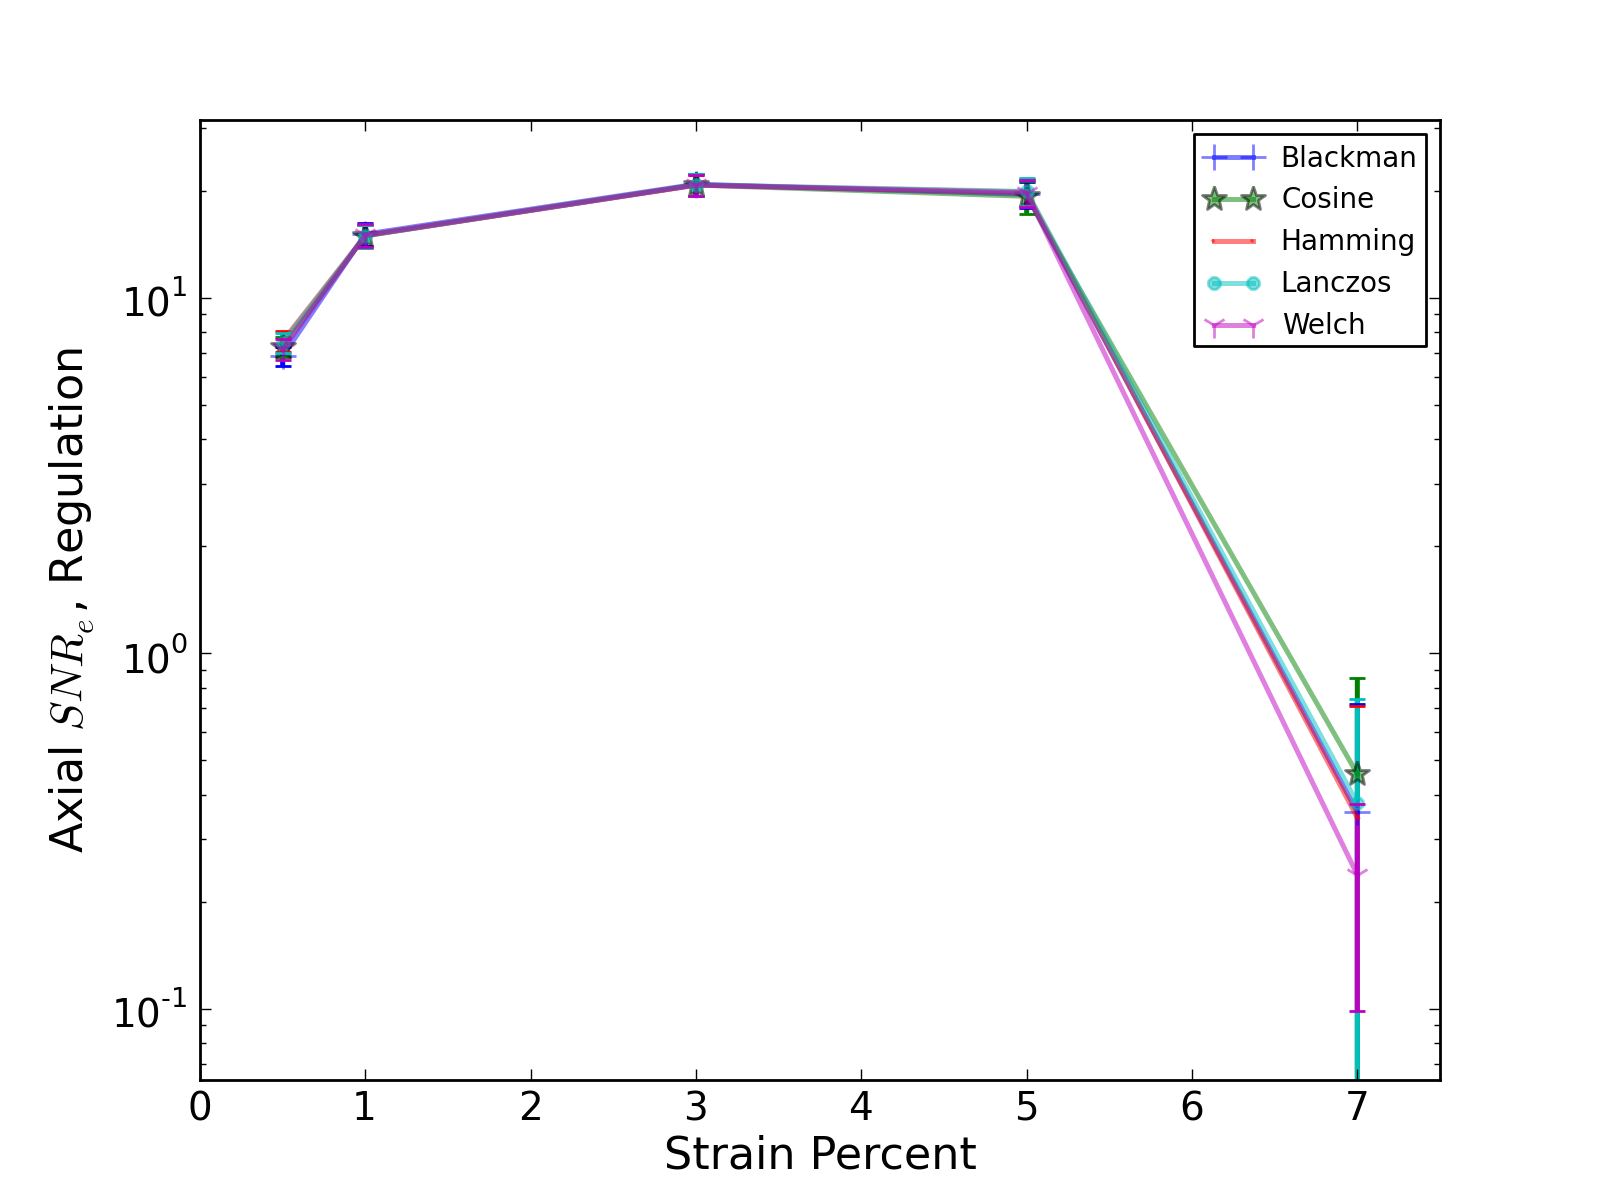 Blackman
Cosine
Hamming
Lanczos
Welch
Axial SNR_e, Regulation
10^1
10^0
10^-1
0 1 2 3 4 5 6 7
Strain Percent